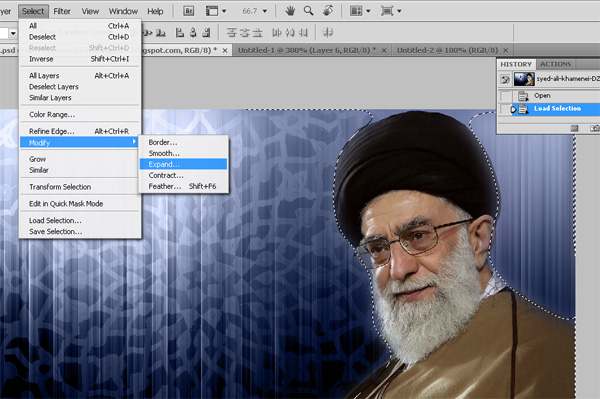 yer Select Filter View Window Help 66.7
.psd gspot.com, RGB/8) * Untitled-1 @ 300% (Layer 6, RGB/8) * Untitled-2 @ 100% (RGB/8)
All Ctrl+A
Deselect Ctrl+D
Reselect Shift+Ctrl+D
Inverse Shift+Ctrl+I
All Layers Alt+Ctrl+A
Deselect Layers
Similar Layers
Color Range...
Refine Edge... Alt+Ctrl+R
Modify
Grow
Similar
Transform Selection
Edit in Quick Mask Mode
Load Selection...
Save Selection...
Border...
Smooth...
Expand...
Contract...
Feather... Shift+F6
HISTORY ACTIONS
syed-ali-khamenei-DZ
Open
Load Selection